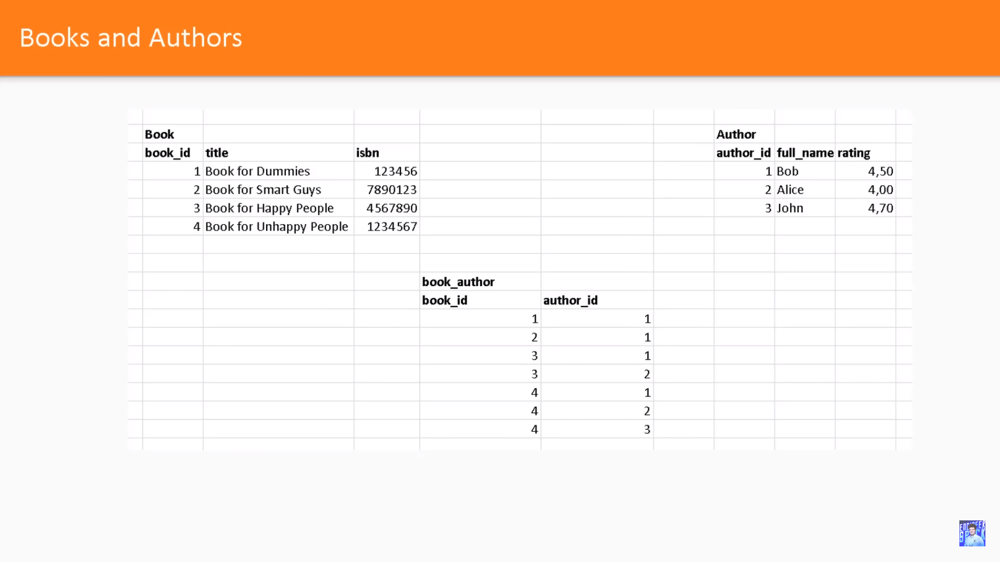 Books and Authors
Book
Author
book_id title isbn
author_id full_name rating
1 Book for Dummies 123456
1 Bob 4,50
2 Book for Smart Guys 7890123
2 Alice 4,00
3 Book for Happy People 4567890
3 John 4,70
4 Book for Unhappy People 1234567
book_author
book_id author_id
1 1
2 1
3 1
3 2
4 1
4 2
4 3
ENGINEER
SPOCK